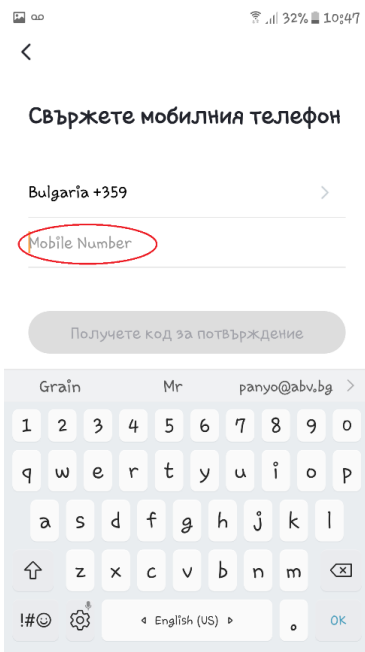 32% 10:47
Свържете мобилния телефон
Bulgaria +359
Mobile Number
Получете код за потвърждение
Grain Mr panyo@abv.bg
1 2 3 4 5 6 7 8 9 0
q w e r t y u i o p
a s d f g h j k l
z x c v b n m
!#☺ English (US) . OK